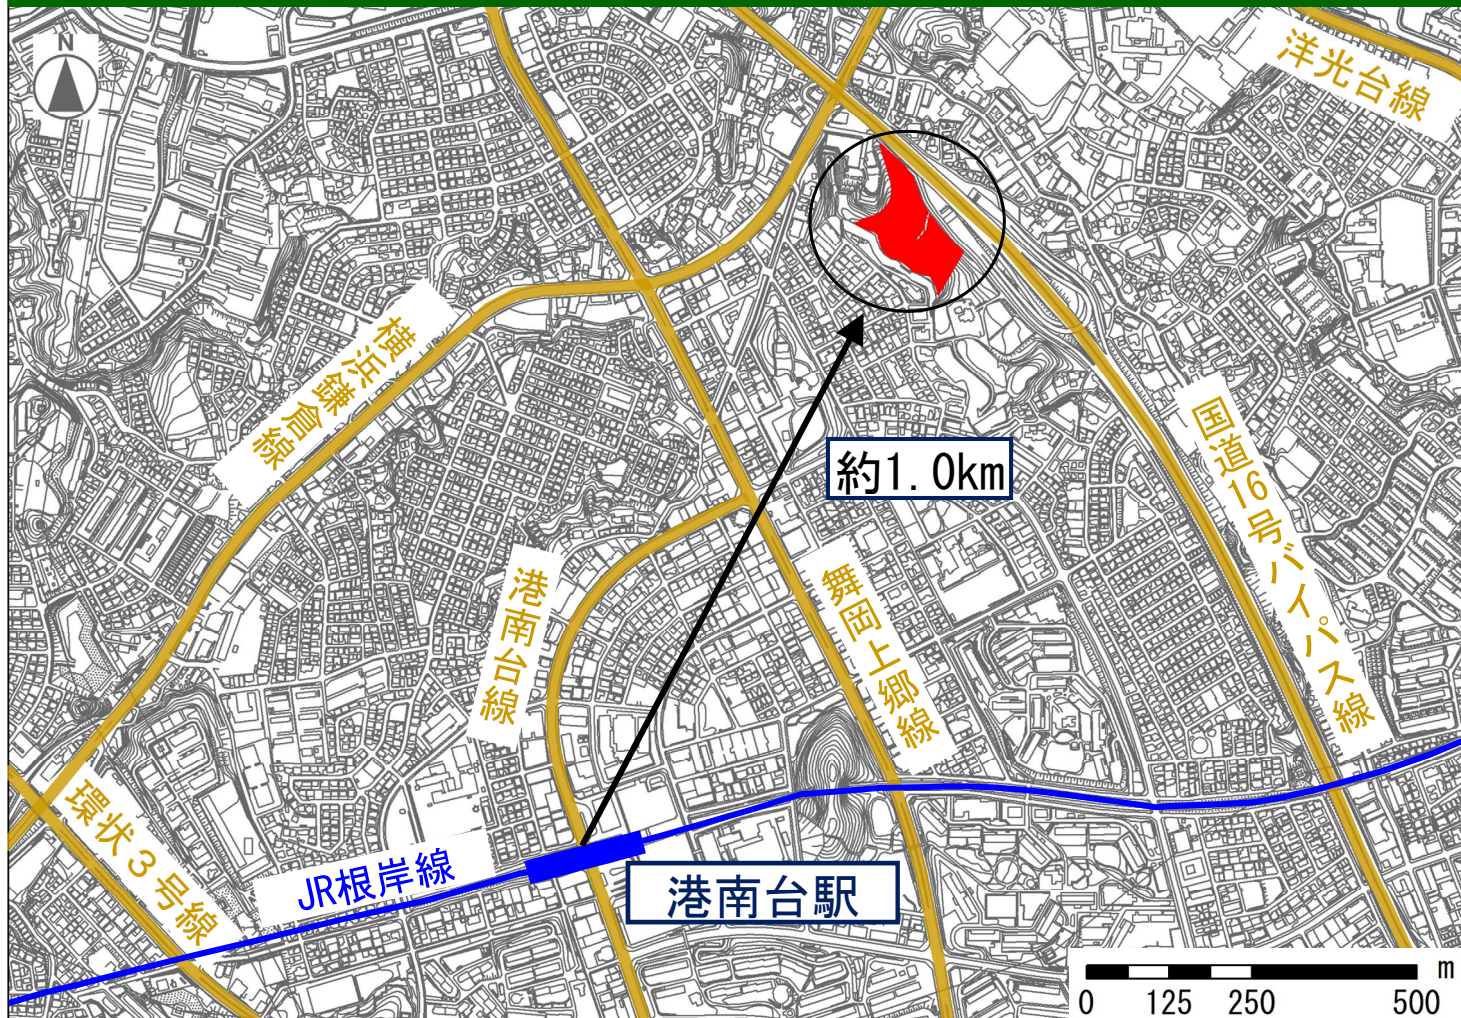 N
洋光台線
横浜鎌倉線
約1.0km
国道16号バイパス線
港南台線
舞岡上郷線
環状3号線
JR根岸線
港南台駅
m
0 125 250 500